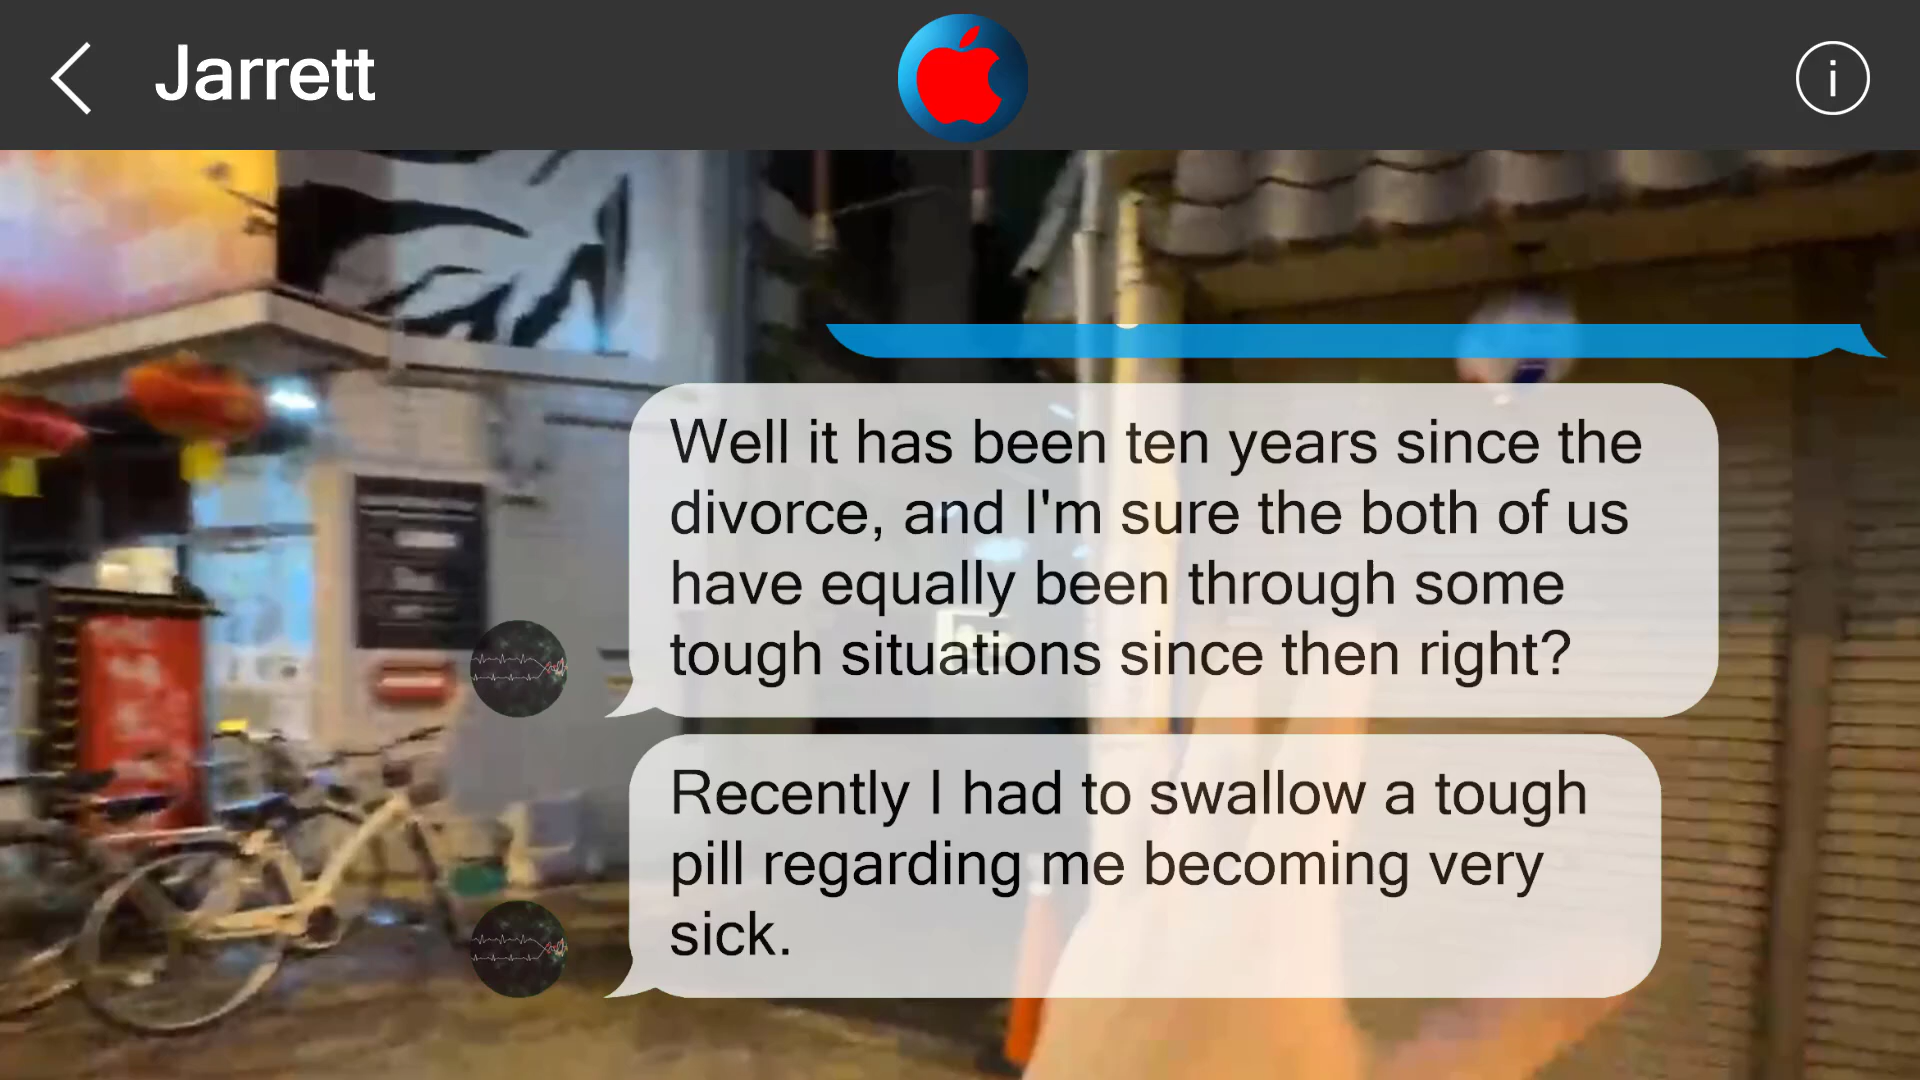 Jarrett
i
Well it has been ten years since the
divorce, and I'm sure the both of us
have equally been through some
tough situations since then right?
Recently I had to swallow a tough
pill regarding me becoming very
sick.